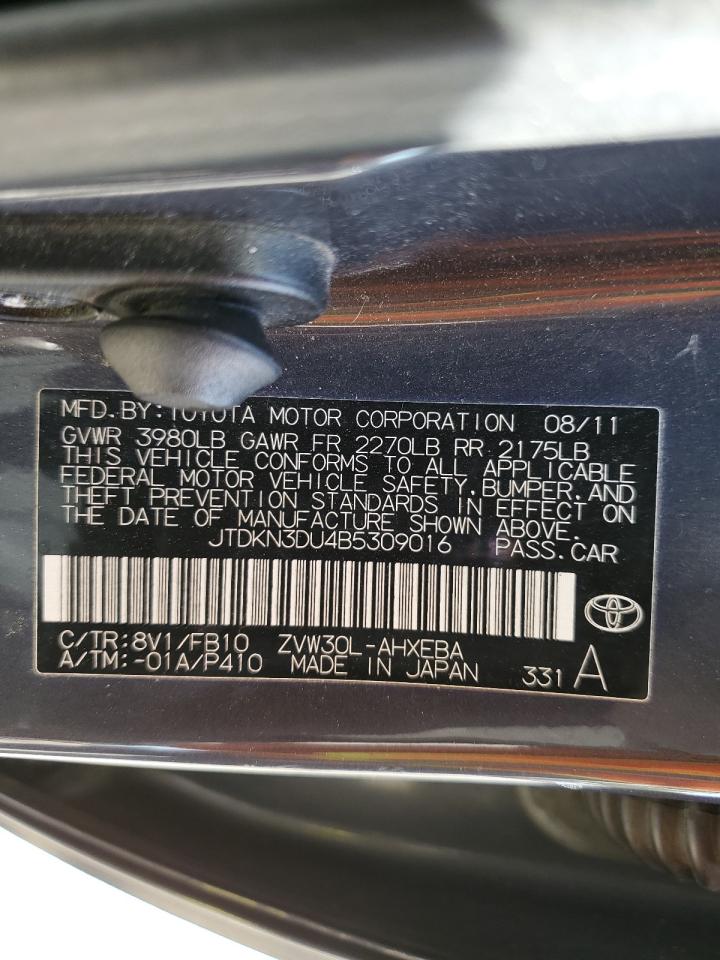 MFD. BY: TOYOTA MOTOR CORPORATION 08/11
GVWR 3980LB GAWR FR 2270LB RR 2175LB
THIS VEHICLE CONFORMS TO ALL APPLICABLE
FEDERAL MOTOR VEHICLE SAFETY, BUMPER, AND
THEFT PREVENTION STANDARDS IN EFFECT ON
THE DATE OF MANUFACTURE SHOWN ABOVE.
JTDKN3DU4B5309016 PASS. CAR
C/TR: 8V1/FB10 ZVW30L-AHXEBA
A/TM: -01A/P410 MADE IN JAPAN 331 A